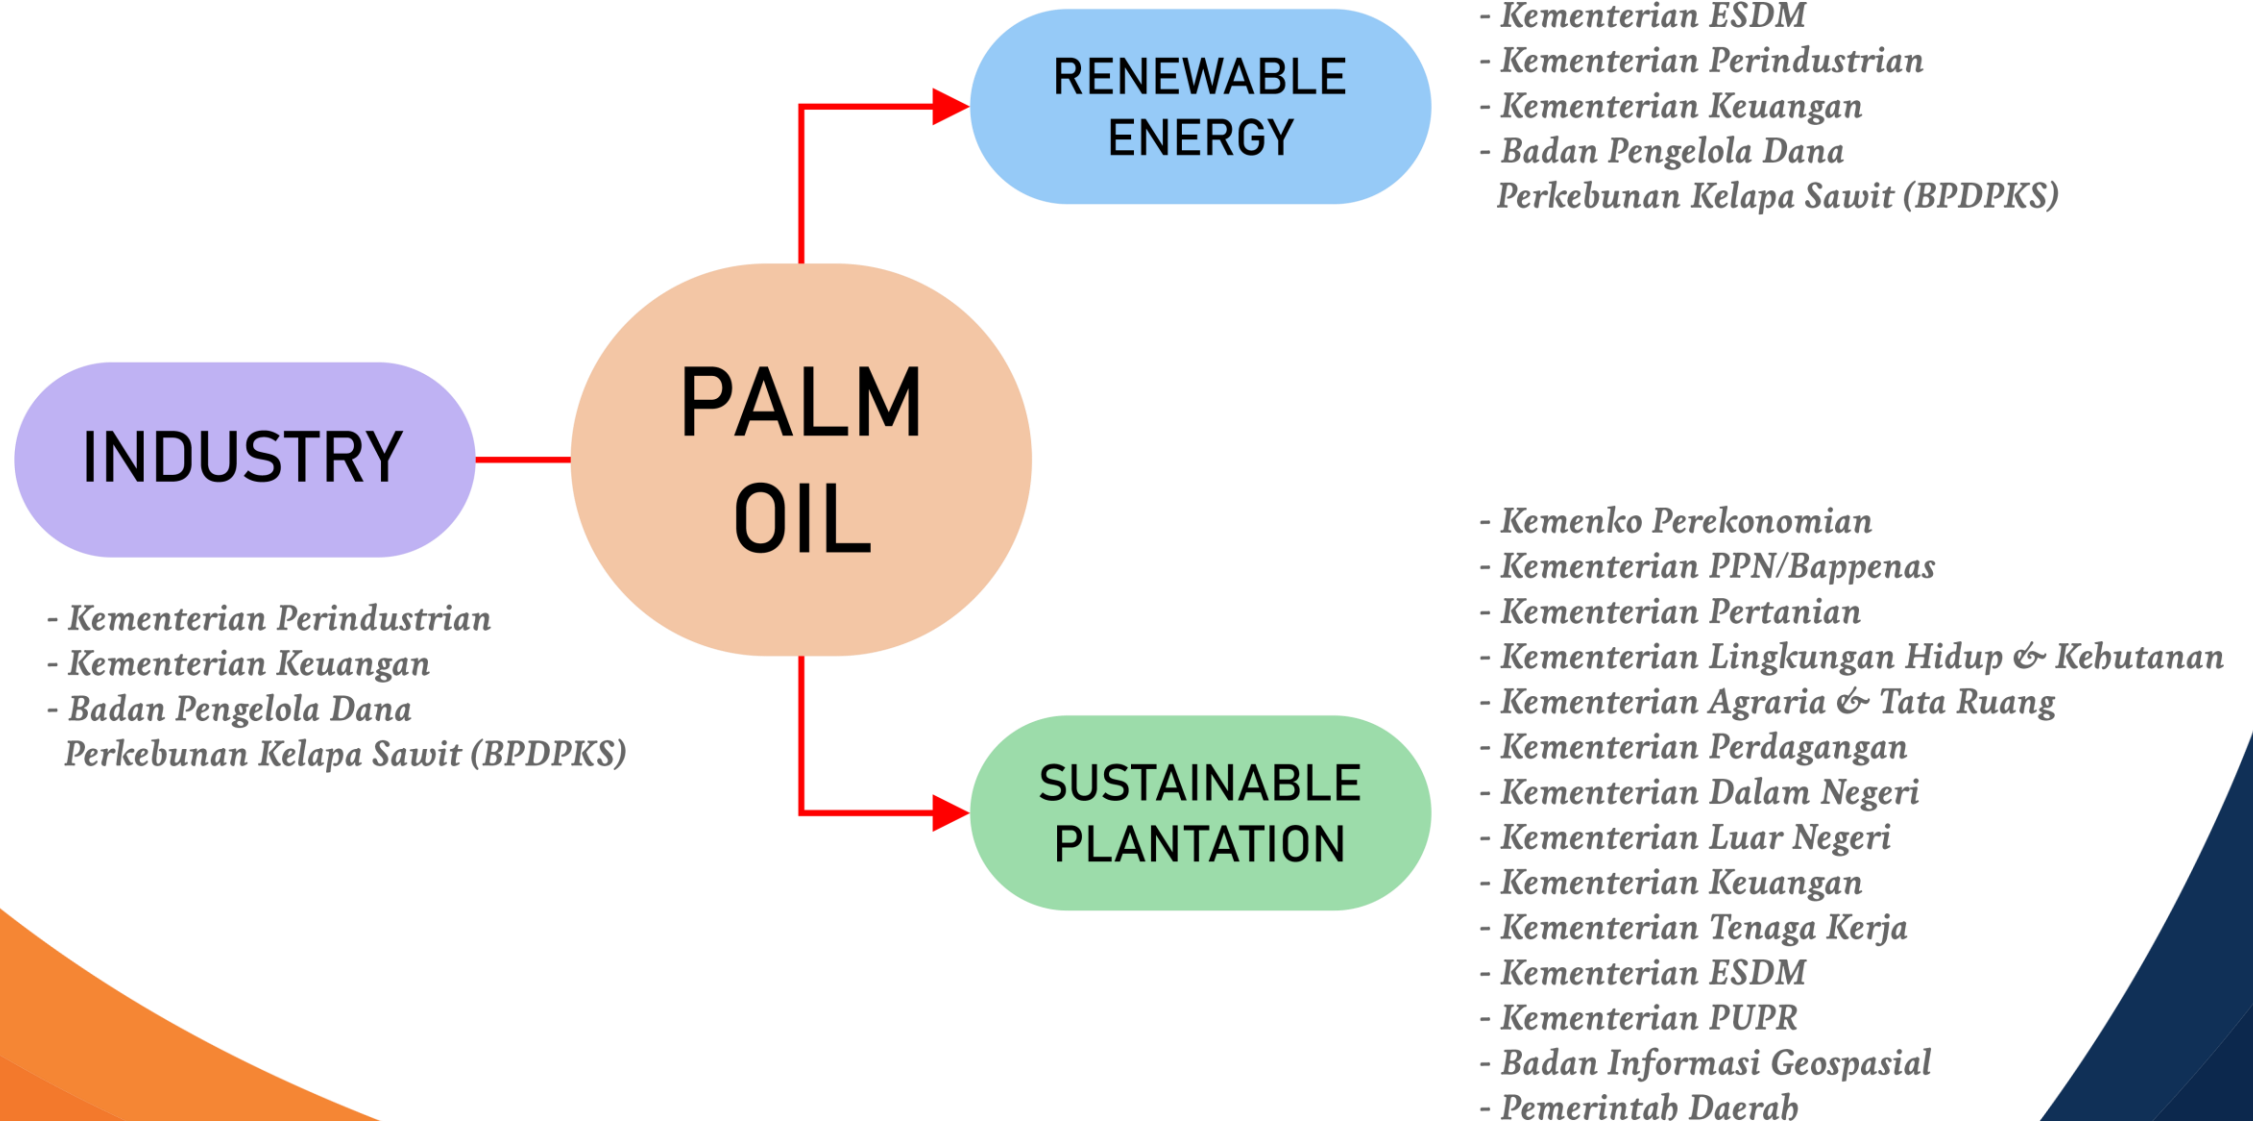 - Kementerian ESDM
- Kementerian Perindustrian
- Kementerian Keuangan
- Badan Pengelola Dana
Perkebunan Kelapa Sawit (BPDPKS)
RENEWABLE
ENERGY
PALM
OIL
INDUSTRY
- Kementerian Perindustrian
- Kementerian Keuangan
- Badan Pengelola Dana
Perkebunan Kelapa Sawit (BPDPKS)
SUSTAINABLE
PLANTATION
- Kemenko Perekonomian
- Kementerian PPN/Bappenas
- Kementerian Pertanian
- Kementerian Lingkungan Hidup & Kehutanan
- Kementerian Agraria & Tata Ruang
- Kementerian Perdagangan
- Kementerian Dalam Negeri
- Kementerian Luar Negeri
- Kementerian Keuangan
- Kementerian Tenaga Kerja
- Kementerian ESDM
- Kementerian PUPR
- Badan Informasi Geospasial
- Pemerintah Daerah